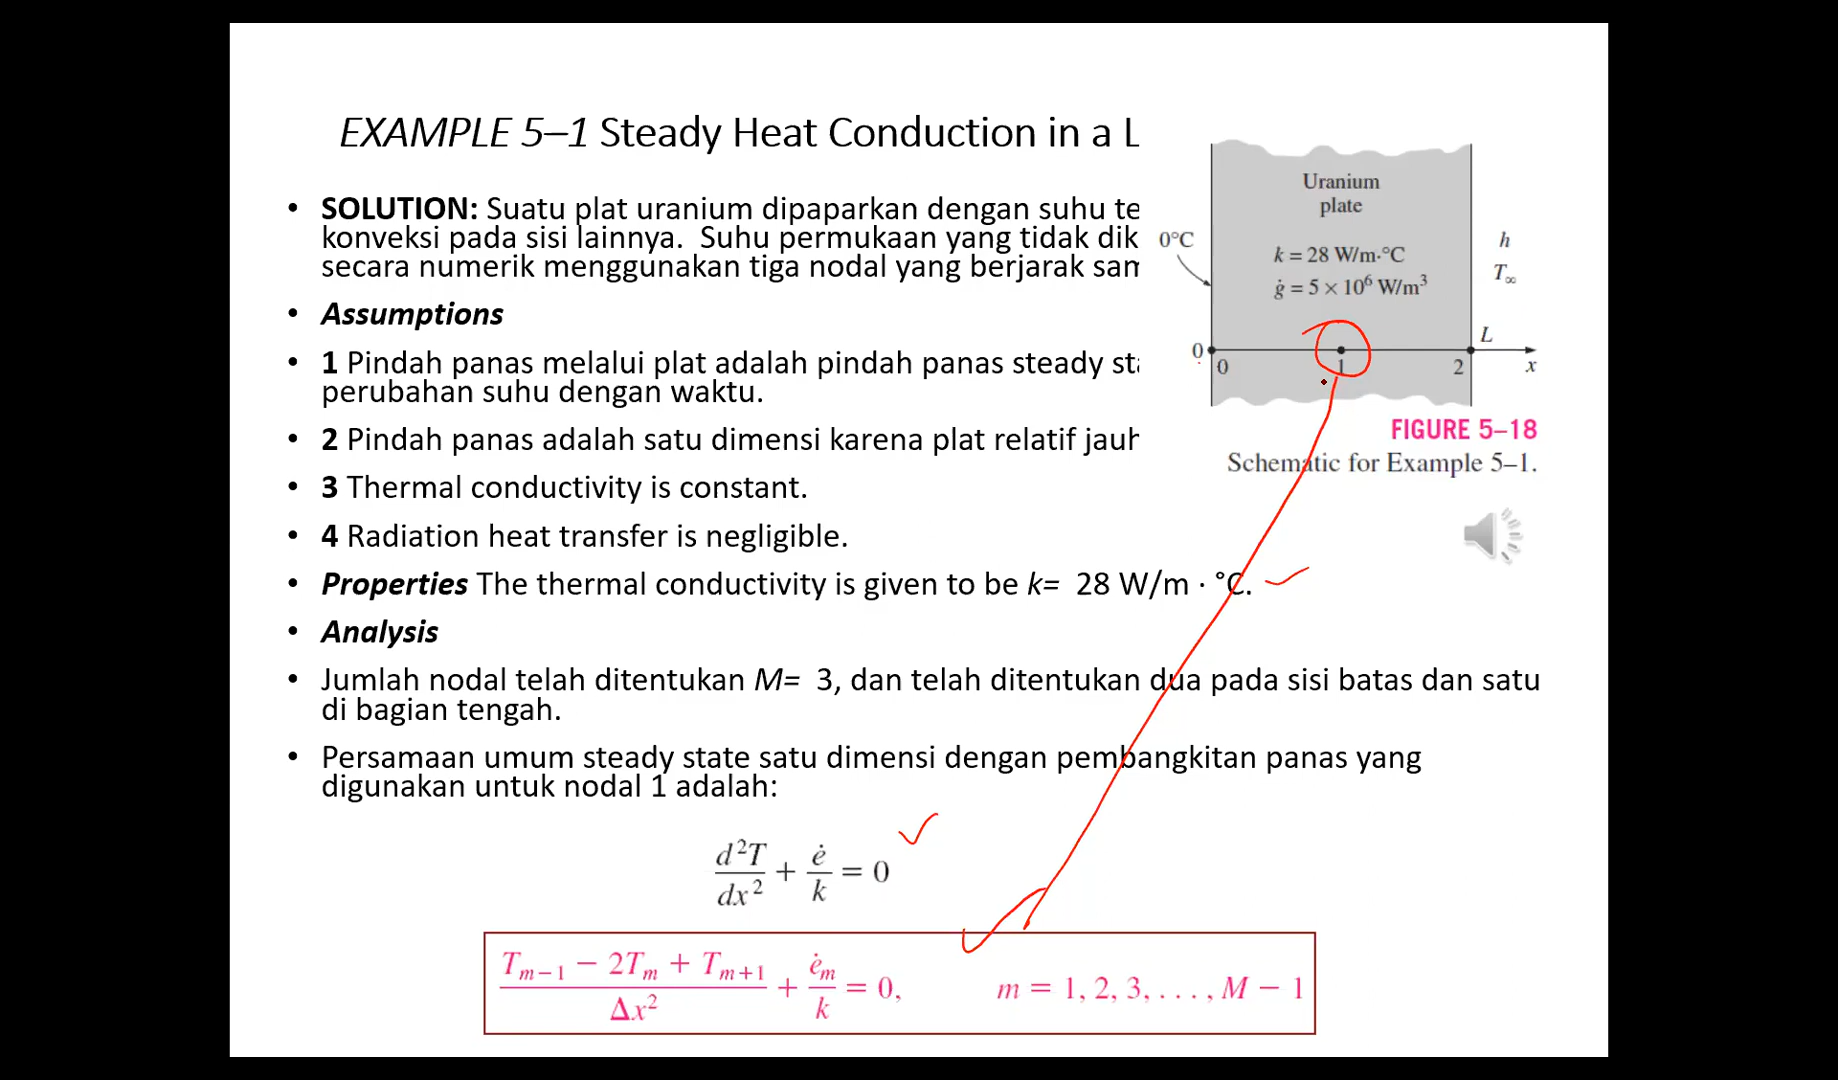 EXAMPLE 5–1 Steady Heat Conduction in a L
• SOLUTION: Suatu plat uranium dipaparkan dengan suhu te
konveksi pada sisi lainnya. Suhu permukaan yang tidak dik
secara numerik menggunakan tiga nodal yang berjarak sam
• Assumptions
• 1 Pindah panas melalui plat adalah pindah panas steady sta
perubahan suhu dengan waktu.
• 2 Pindah panas adalah satu dimensi karena plat relatif jauh
• 3 Thermal conductivity is constant.
• 4 Radiation heat transfer is negligible.
• Properties The thermal conductivity is given to be k= 28 W/m · °C.
• Analysis
• Jumlah nodal telah ditentukan M= 3, dan telah ditentukan dua pada sisi batas dan satu
di bagian tengah.
• Persamaan umum steady state satu dimensi dengan pembangkitan panas yang
digunakan untuk nodal 1 adalah:
d²T/dx² + ė/k = 0
(T_{m−1} − 2T_m + T_{m+1})/Δx² + ė_m/k = 0, m = 1, 2, 3, . . . , M − 1
Uranium
plate
0°C
k = 28 W/m·°C
ġ = 5 × 10⁶ W/m³
h
T∞
L
0
0 1 2 x
FIGURE 5–18
Schematic for Example 5–1.